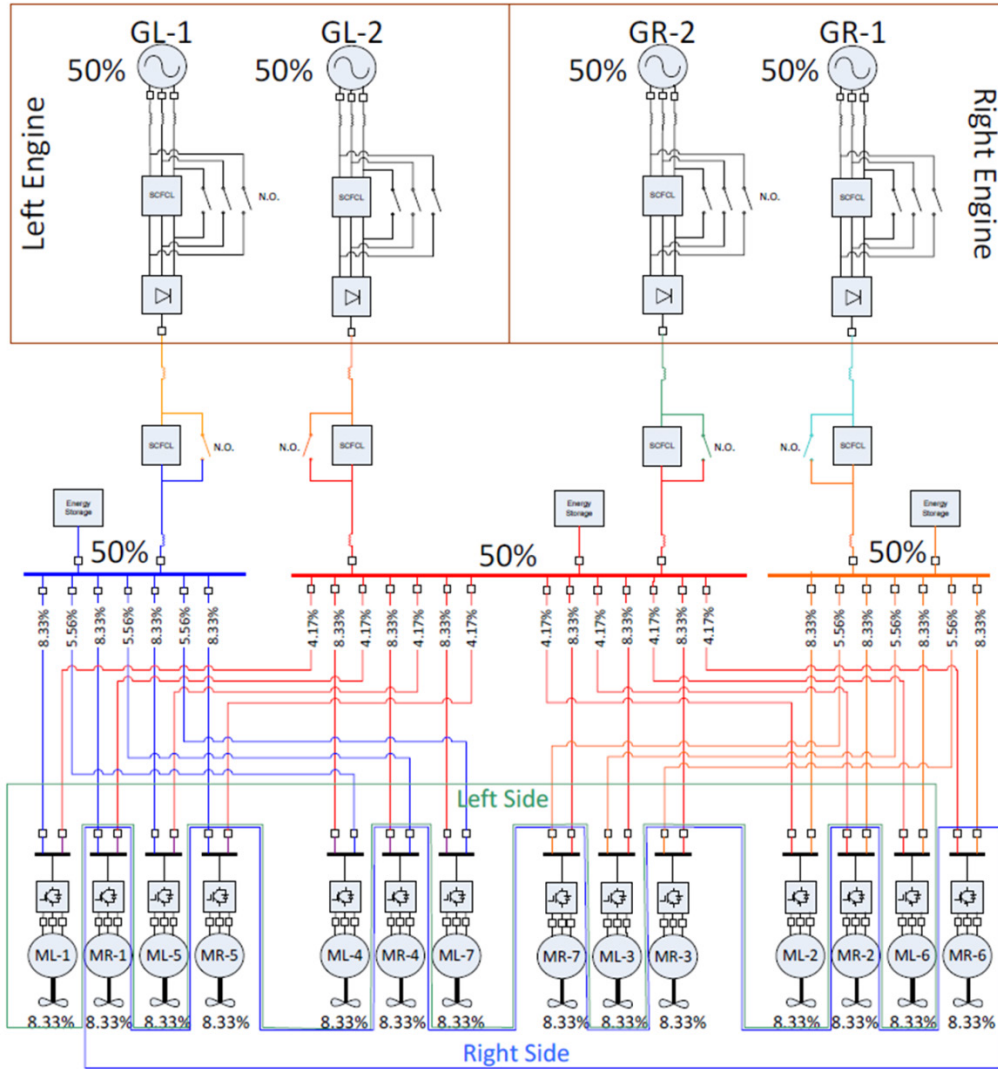 GL-1 GL-2 GR-2 GR-1
50% 50% 50% 50%
Left Engine
Right Engine
SCFCL N.O. SCFCL SCFCL N.O. SCFCL
SCFCL N.O. N.O. SCFCL SCFCL N.O. N.O. SCFCL
Energy
Storage
Energy
Storage
Energy
Storage
50% 50% 50%
8.33% 5.56% 8.33% 5.56% 8.33% 5.56% 8.33% 4.17% 8.33% 4.17% 8.33% 4.17% 8.33% 4.17% 4.17% 8.33% 4.17% 8.33% 4.17% 8.33% 4.17% 8.33% 5.56% 8.33% 5.56% 8.33% 5.56% 8.33%
Left Side
ML-1 MR-1 ML-5 MR-5 ML-4 MR-4 ML-7 MR-7 ML-3 MR-3 ML-2 MR-2 ML-6 MR-6
8.33% 8.33% 8.33% 8.33% 8.33% 8.33% 8.33% 8.33% 8.33% 8.33% 8.33% 8.33% 8.33% 8.33%
Right Side